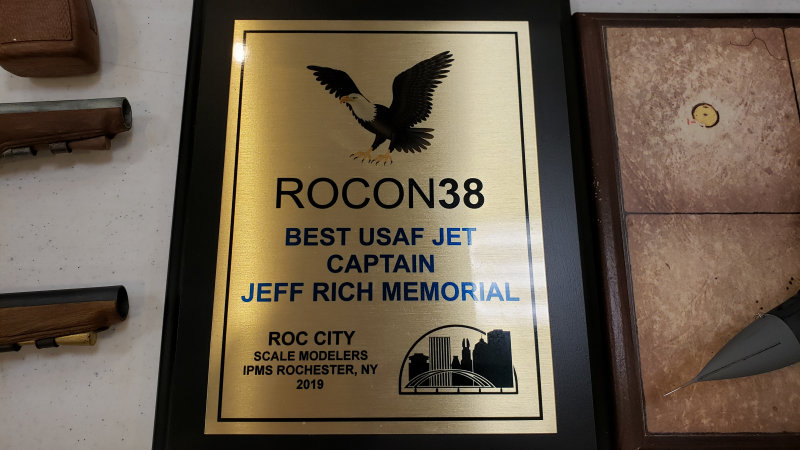 ROCON38
BEST USAF JET
CAPTAIN
JEFF RICH MEMORIAL
ROC CITY
SCALE MODELERS
IPMS ROCHESTER, NY
2019